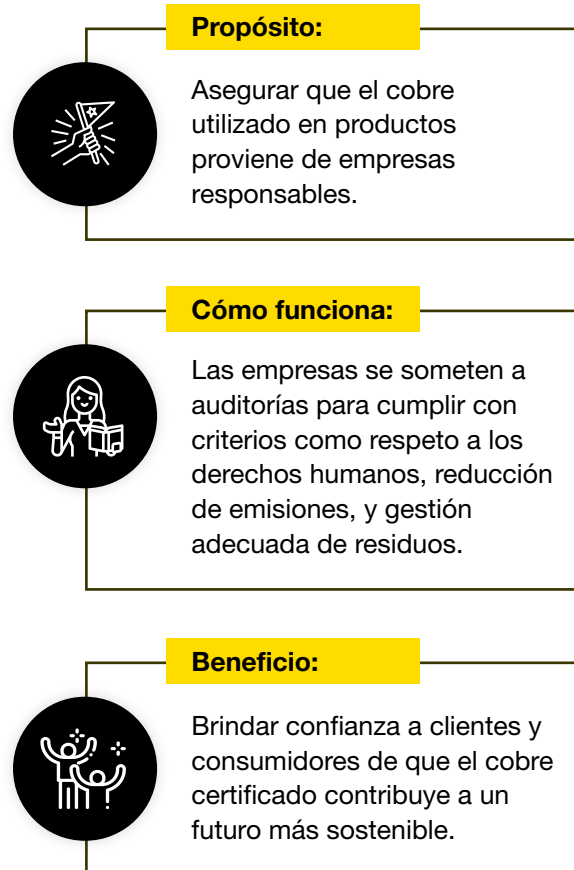 Propósito:
Asegurar que el cobre
utilizado en productos
proviene de empresas
responsables.
Cómo funciona:
Las empresas se someten a
auditorías para cumplir con
criterios como respeto a los
derechos humanos, reducción
de emisiones, y gestión
adecuada de residuos.
Beneficio:
Brindar confianza a clientes y
consumidores de que el cobre
certificado contribuye a un
futuro más sostenible.